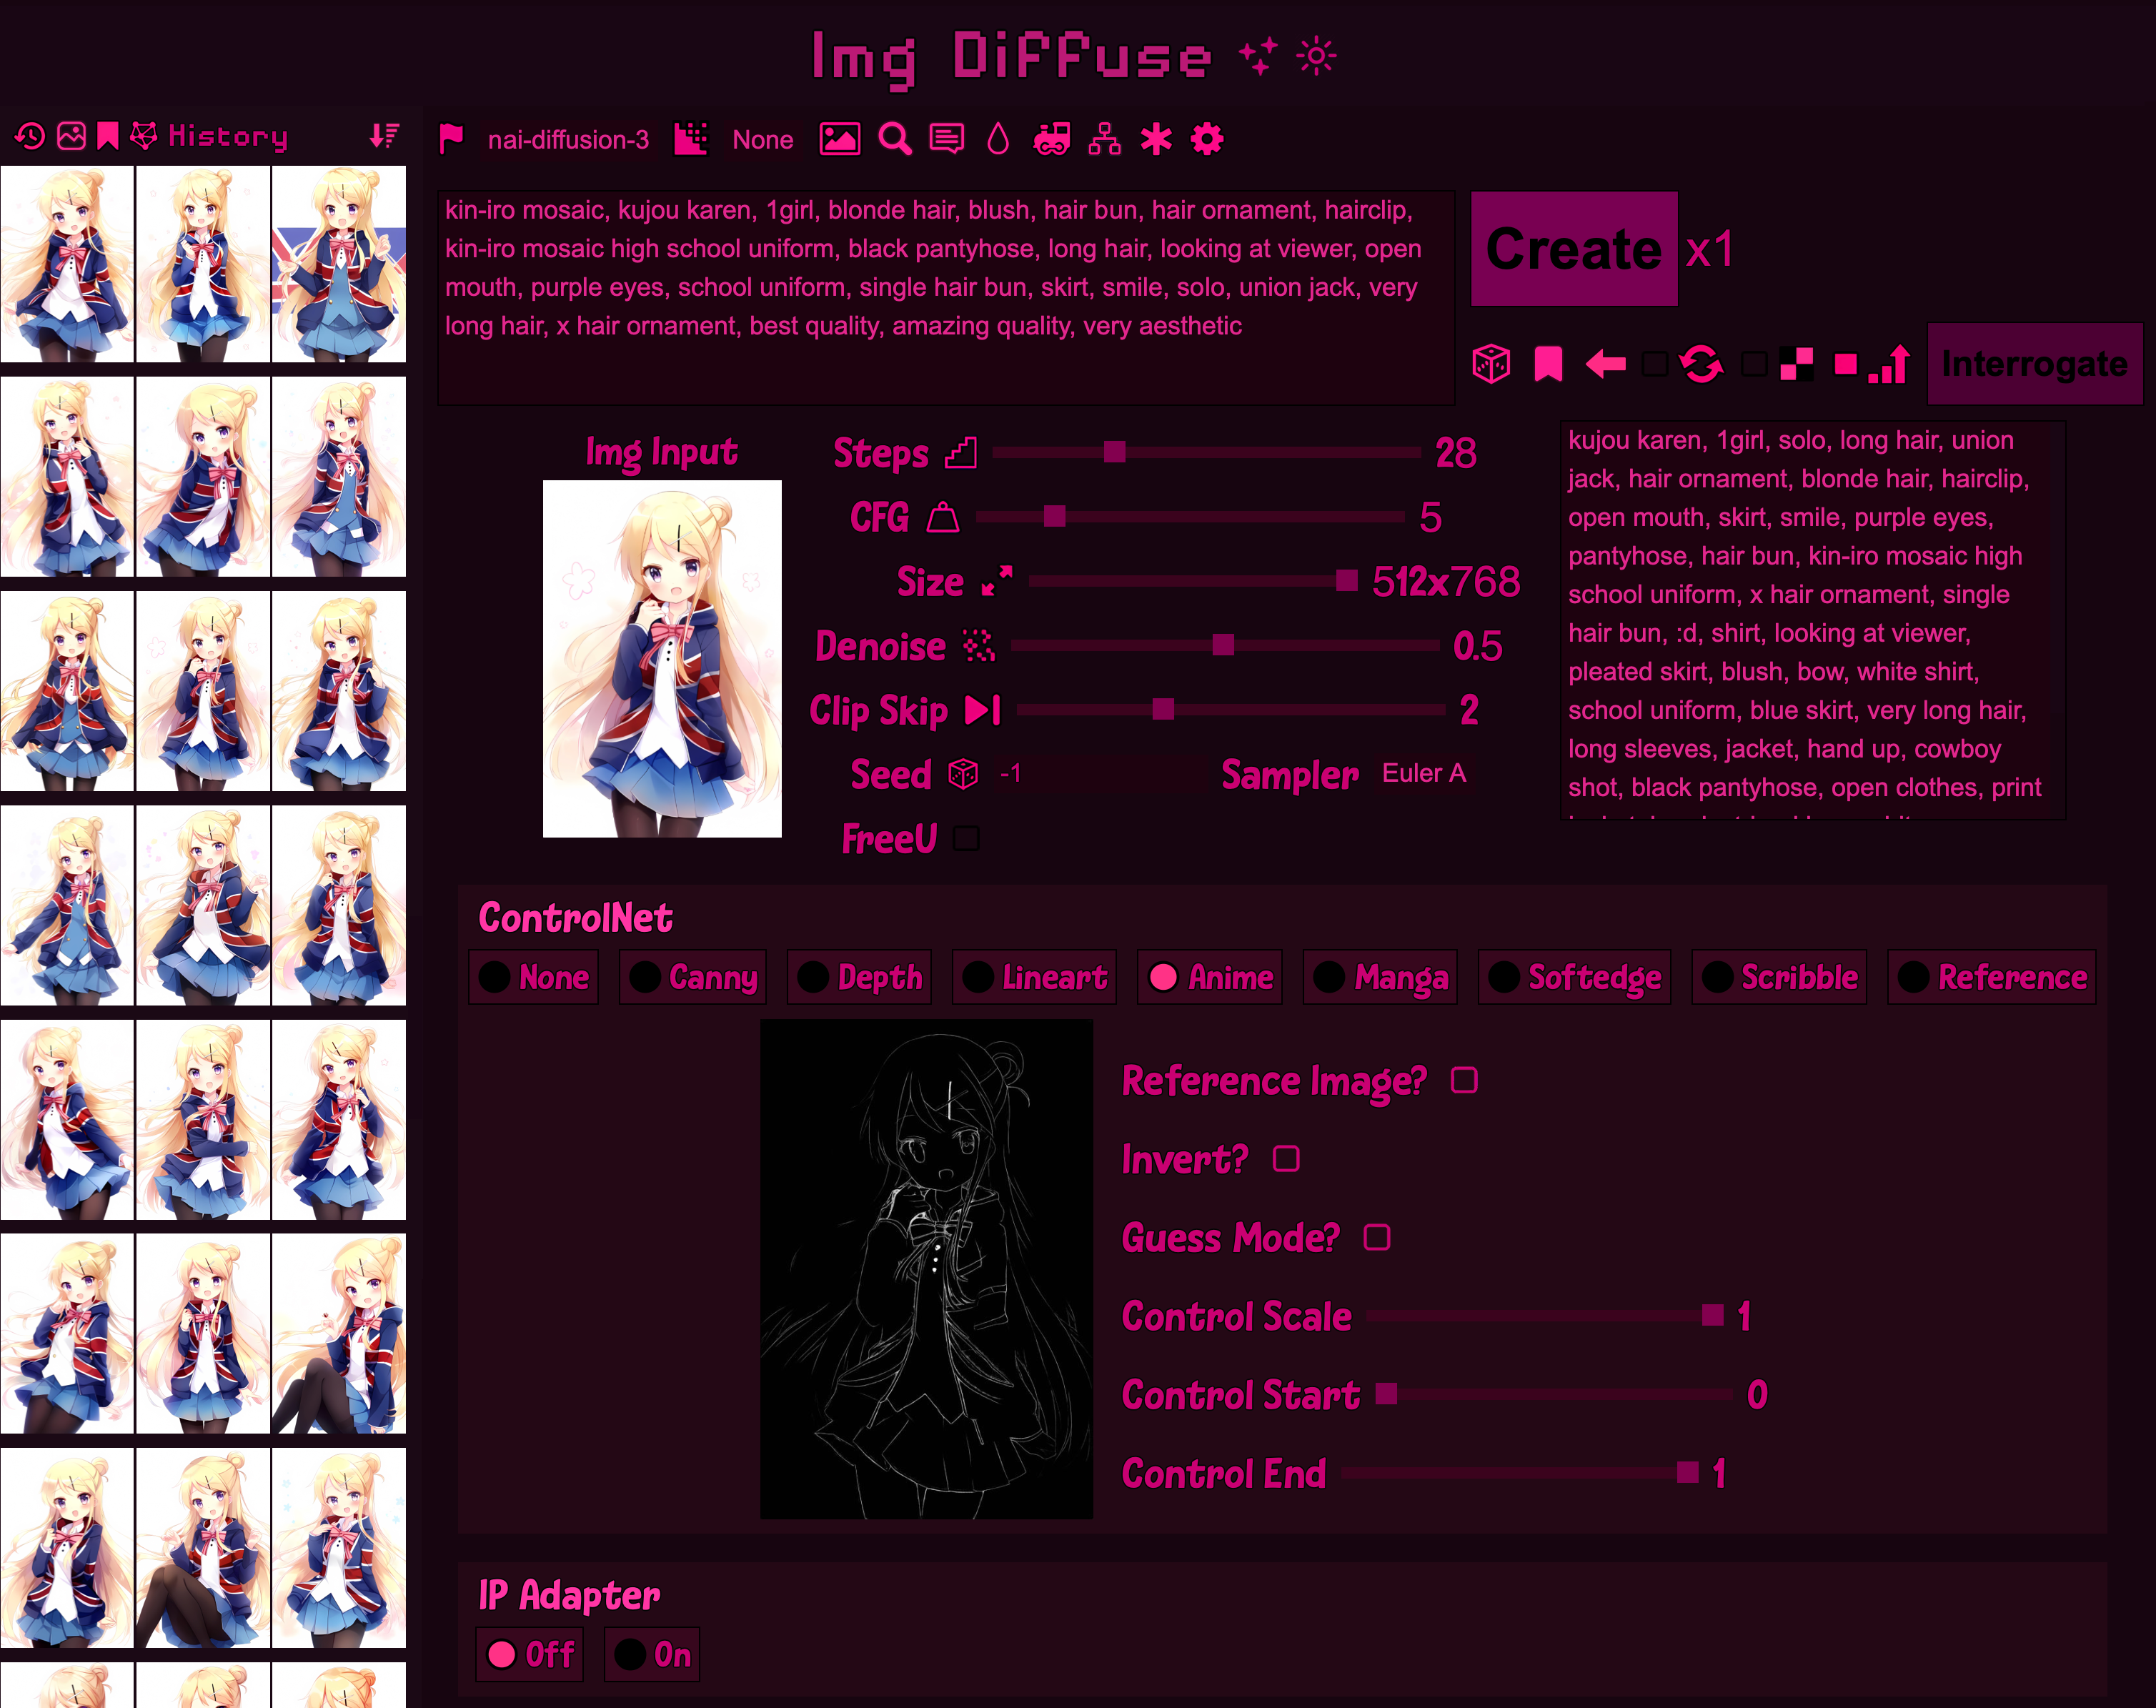 Img Diffuse
History
nai-diffusion-3
None
kin-iro mosaic, kujou karen, 1girl, blonde hair, blush, hair bun, hair ornament, hairclip,
kin-iro mosaic high school uniform, black pantyhose, long hair, looking at viewer, open
mouth, purple eyes, school uniform, single hair bun, skirt, smile, solo, union jack, very
long hair, x hair ornament, best quality, amazing quality, very aesthetic
Create x1
Interrogate
Img Input
Steps 28
CFG 5
Size 512x768
Denoise 0.5
Clip Skip 2
Seed -1
Sampler Euler A
FreeU
kujou karen, 1girl, solo, long hair, union
jack, hair ornament, blonde hair, hairclip,
open mouth, skirt, smile, purple eyes,
pantyhose, hair bun, kin-iro mosaic high
school uniform, x hair ornament, single
hair bun, :d, shirt, looking at viewer,
pleated skirt, blush, bow, white shirt,
school uniform, blue skirt, very long hair,
long sleeves, jacket, hand up, cowboy
shot, black pantyhose, open clothes, print
ControlNet
None Canny Depth Lineart Anime Manga Softedge Scribble Reference
Reference Image?
Invert?
Guess Mode?
Control Scale 1
Control Start 0
Control End 1
IP Adapter
Off On